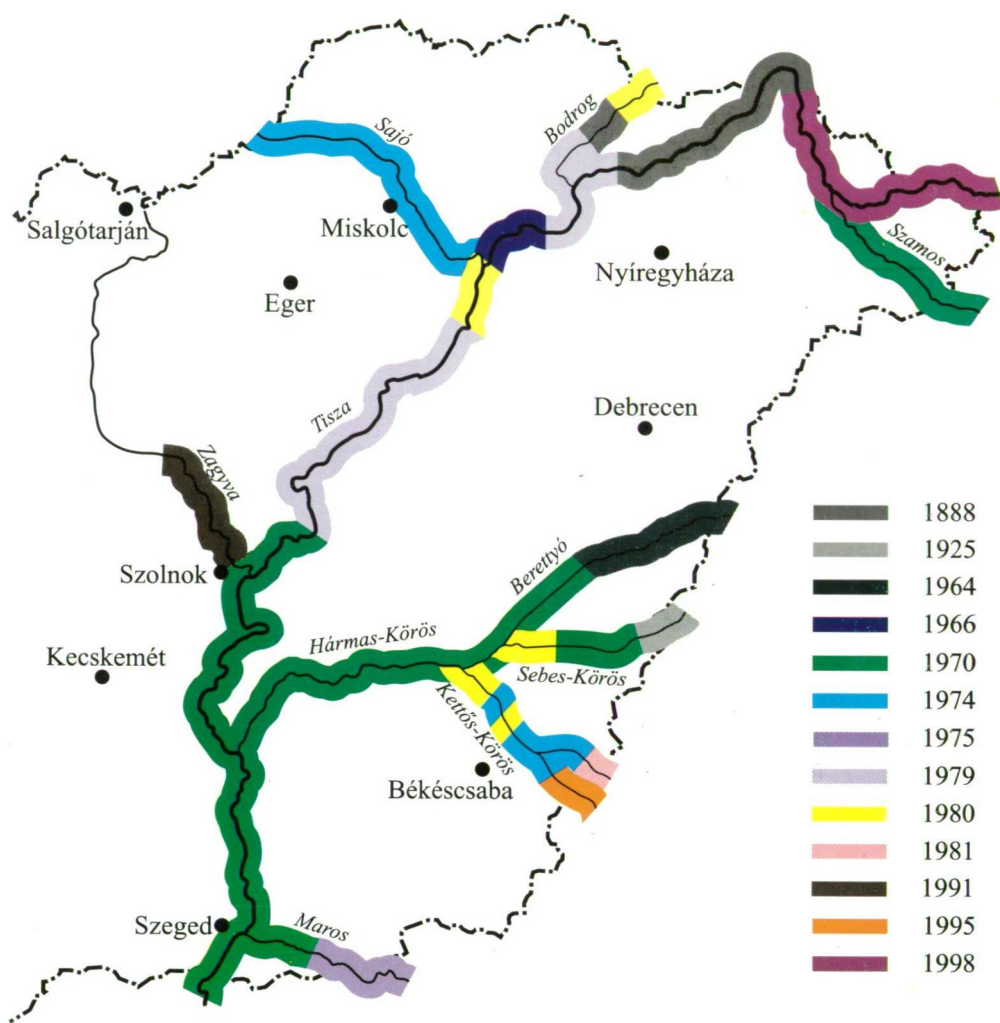 Sajó
Bodrog
Salgótarján
Miskolc
Szamos
Nyíregyháza
Eger
Tisza
Debrecen
Zagyva
Szolnok
Berettyó
Hármas-Körös
Kecskemét
Sebes-Körös
Kettős-Körös
Békéscsaba
Szeged
Maros
1888
1925
1964
1966
1970
1974
1975
1979
1980
1981
1991
1995
1998